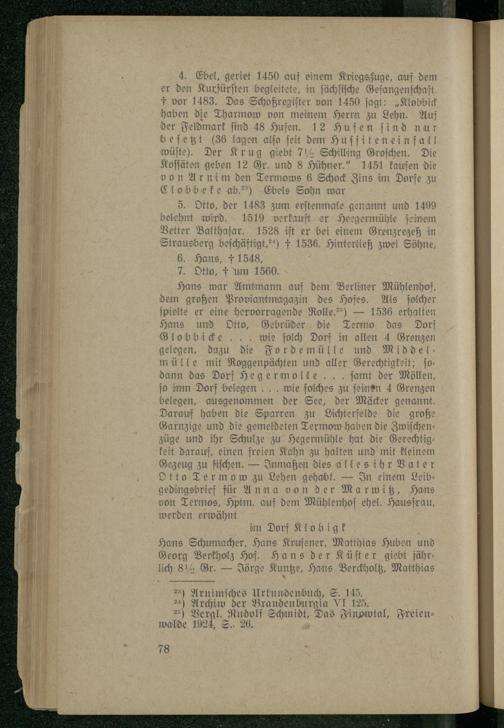 4. Ebel, geriet 1450 auf einem Kriegszuge, auf dem
er den Kurfürsten begleitete, in sächsische Gefangenschaft.
† vor 1483. Das Schoßregister von 1450 sagt: „Klobbick
haben die Tharmow von meinem Herrn zu Lehn. Auf
der Feldmark sind 48 Hufen. 12 Hufen sind nur
besetzt (36 lagen also seit dem Hussiteneinfall
wüste). Der Krug giebt 7½ Schilling Groschen. Die
Kossäten geben 12 Gr. und 8 Hühner.“ 1451 kaufen die
von Arnim den Termows 6 Schock Zins im Dorfe zu
Clobbeke ab.²³) Ebels Sohn war
5. Otto, der 1483 zum erstenmale genannt und 1499
belehnt wird. 1519 verkauft er Heegermühle seinem
Vetter Balthasar. 1528 ist er bei einem Grenzrezeß in
Strausberg beschäftigt.²⁴) † 1536. Hinterließ zwei Söhne,
6. Hans, † 1548,
7. Otto, † um 1560.
Hans war Amtmann auf dem Berliner Mühlenhof,
dem großen Proviantmagazin des Hofes. Als solcher
spielte er eine hervorragende Rolle.²⁵) — 1536 erhalten
Hans und Otto, Gebrüder die Termo das Dorf
Globbicke . . . wie solch Dorf in allen 4 Grenzen
gelegen, dazu die Fordemülle und Middel-
mülle mit Roggenpächten und aller Gerechtigkeit; so-
dann das Dorf Hegermolle . . . samt der Möllen,
so imn Dorf belegen . . . wie solches zu seinen 4 Grenzen
belegen, ausgenommen der See, der Mäcker genannt.
Darauf haben die Sparren zu Lichterfelde die große
Garnzige und die gemeldeten Termow haben die Zwischen-
züge und ihr Schulze zu Hegermühle hat die Gerechtig-
keit darauf, einen freien Kahn zu halten und mit kleinem
Gezeug zu fischen. — Inmaßen dies alles ihr Vater
Otto Termow zu Lehen gehabt. — In einem Leib-
gedingsbrief für Anna von der Marwitz, Hans
von Termos, Hptm. auf dem Mühlenhof ehel. Hausfrau,
werden erwähnt
im Dorf Klobigk
Hans Schumacher, Hans Krusener, Matthias Huben und
Georg Berkholz Hof. Hans der Küster giebt jähr-
lich 8½ Gr. — Jörge Kuntze, Hans Berckholtz, Matthias
²³) Arnimsches Urkundenbuch, S. 145.
²⁴) Archiv der Brandenburgia VI 125.
²⁵) Vergl. Rudolf Schmidt, Das Finowtal, Freien-
walde 1924, S. 26.
78